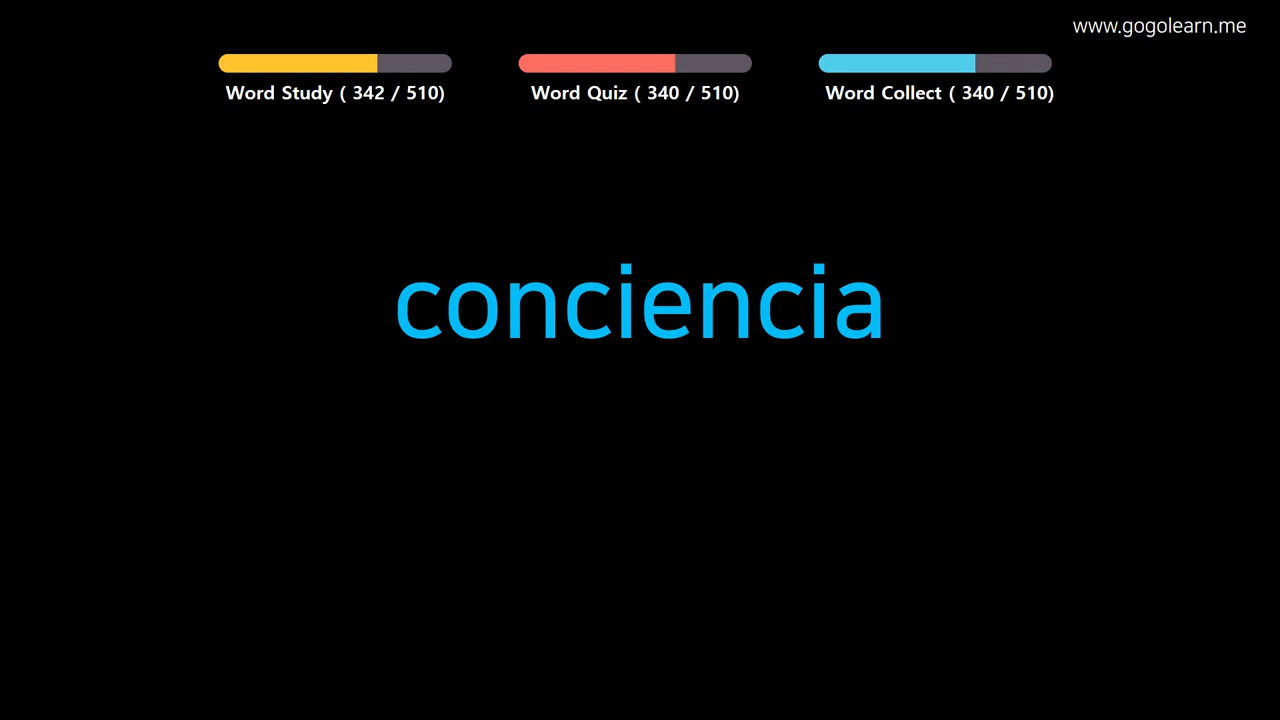 www.gogolearn.me
Word Study ( 342 / 510)
Word Quiz ( 340 / 510)
Word Collect ( 340 / 510)
conciencia